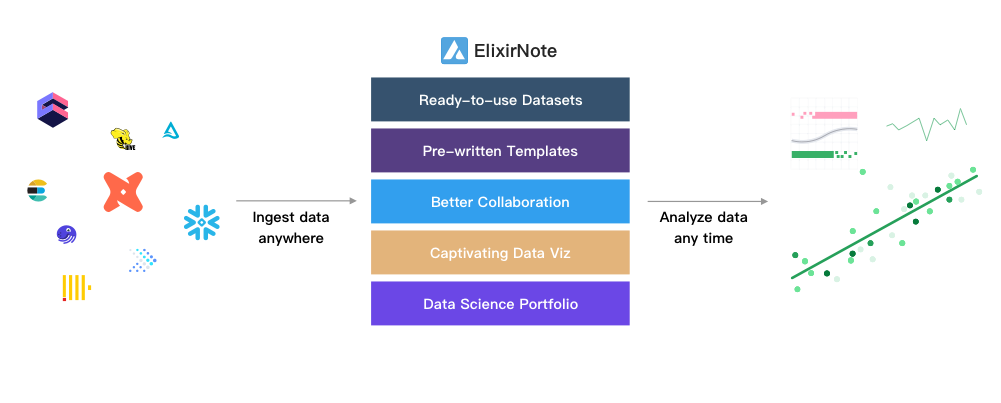 ElixirNote
Ready-to-use Datasets
Pre-written Templates
Better Collaboration
Captivating Data Viz
Data Science Portfolio
Ingest data
anywhere
Analyze data
any time
HIVE